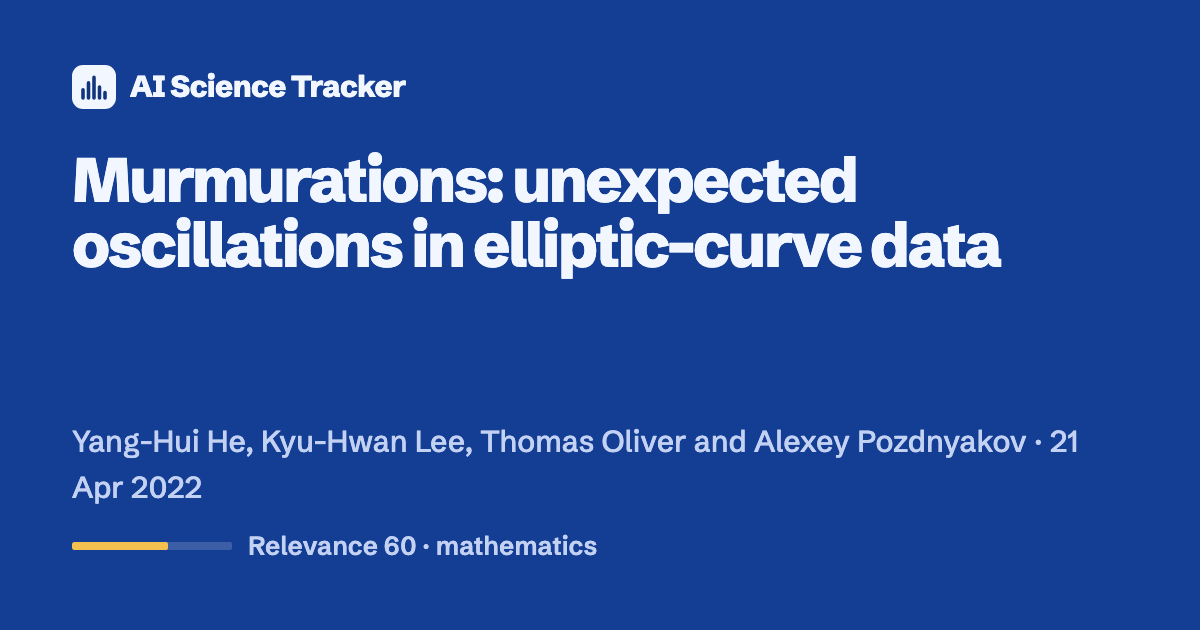 AI Science Tracker
Murmurations: unexpected
oscillations in elliptic-curve data
Yang-Hui He, Kyu-Hwan Lee, Thomas Oliver and Alexey Pozdnyakov · 21
Apr 2022
Relevance 60 · mathematics